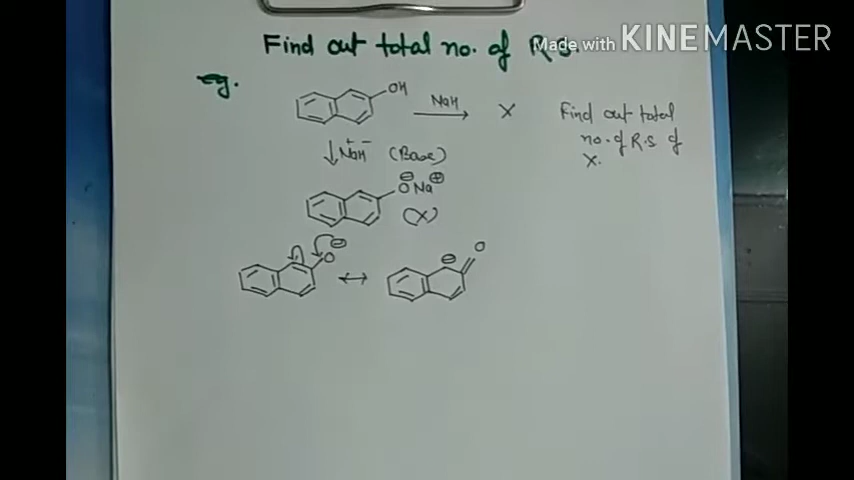 Made with KINEMASTER
Find out total no. of R.S.
eg.
OH
NaH
X
Find out total
no. of R.S of
X.
↓ Na⁺H⁻ (Base)
⊖ ⊕
O Na
(X)
⊖
O
↔
⊖
O